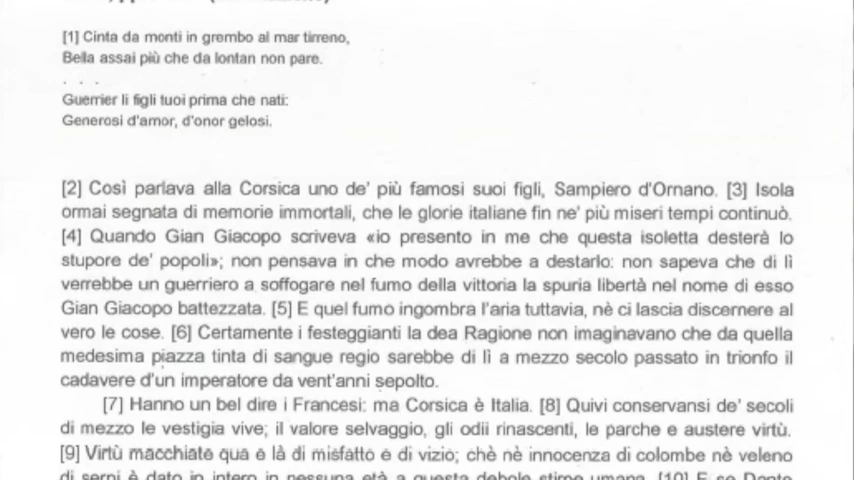 [1] Cinta da monti in grembo al mar tirreno,
Bella assai più che da lontan non pare.
. . .
Guerrier li figli tuoi prima che nati:
Generosi d'amor, d'onor gelosi.
[2] Così parlava alla Corsica uno de' più famosi suoi figli, Sampiero d'Ornano. [3] Isola
ormai segnata di memorie immortali, che le glorie italiane fin ne' più miseri tempi continuò.
[4] Quando Gian Giacopo scriveva «io presento in me che questa isoletta desterà lo
stupore de' popoli»; non pensava in che modo avrebbe a destarlo: non sapeva che di lì
verrebbe un guerriero a soffogare nel fumo della vittoria la spuria libertà nel nome di esso
Gian Giacopo battezzata. [5] E quel fumo ingombra l'aria tuttavia, nè ci lascia discernere al
vero le cose. [6] Certamente i festeggianti la dea Ragione non imaginavano che da quella
medesima piazza tinta di sangue regio sarebbe di lì a mezzo secolo passato in trionfo il
cadavere d'un imperatore da vent'anni sepolto.
[7] Hanno un bel dire i Francesi: ma Corsica è Italia. [8] Quivi conservansi de' secoli
di mezzo le vestigia vive; il valore selvaggio, gli odii rinascenti, le parche e austere virtù.
[9] Virtù macchiate qua e là di misfatto e di vizio; chè nè innocenza di colombe nè veleno
di serpi è dato in intero in nessuna età a questa debole stirpe umana. [10] E se Dante